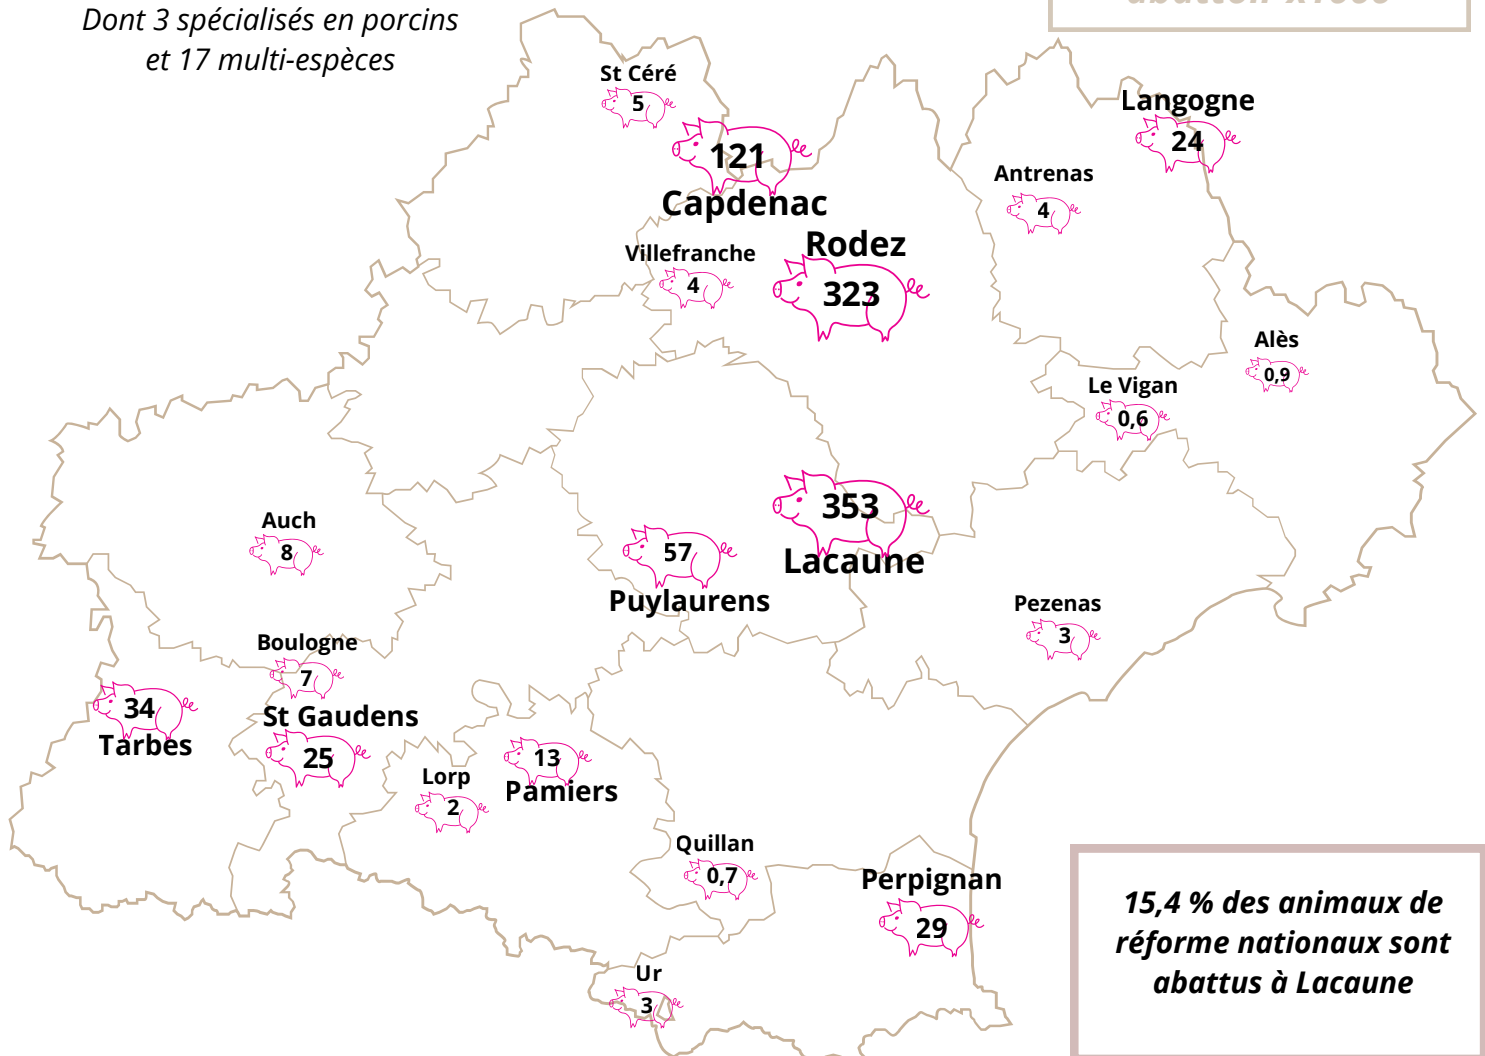 Dont 3 spécialisés en porcins
et 17 multi-espèces
St Céré
5
121
Capdenac
Langogne
24
Antrenas
4
Villefranche
4
Rodez
323
Alès
0,9
Le Vigan
0,6
353
Lacaune
57
Puylaurens
Auch
8
Pezenas
3
Boulogne
7
34
Tarbes
St Gaudens
25
Lorp
2
13
Pamiers
Quillan
0,7
Perpignan
29
Ur
3
15,4 % des animaux de
réforme nationaux sont
abattus à Lacaune